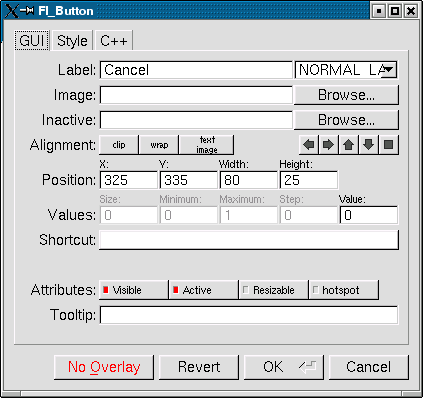 Fl_Button
GUI Style C++
Label: Cancel NORMAL LA
Image: Browse...
Inactive: Browse...
Alignment: clip wrap text image
X: Y: Width: Height:
Position: 325 335 80 25
Size: Minimum: Maximum: Step: Value:
Values: 0 0 1 0 0
Shortcut:
Attributes: Visible Active Resizable hotspot
Tooltip:
No Overlay Revert OK Cancel